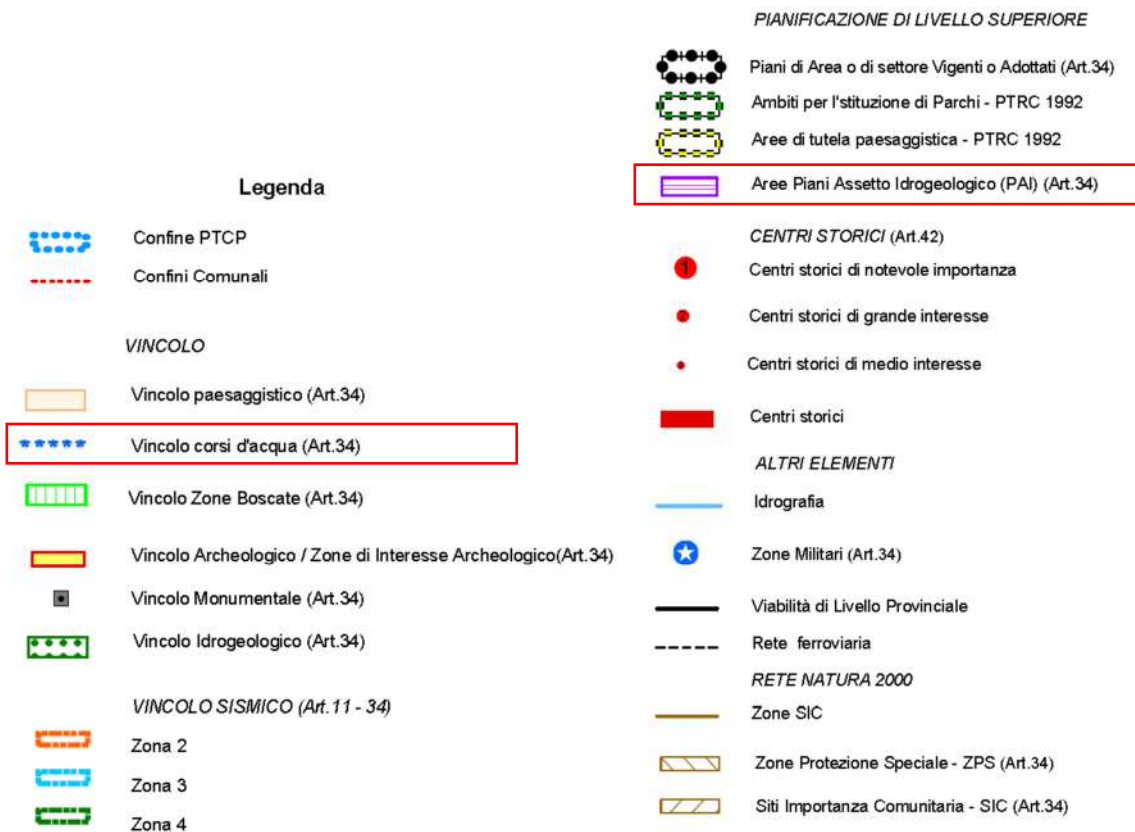 Legenda
Confine PTCP
Confini Comunali
VINCOLO
Vincolo paesaggistico (Art.34)
Vincolo corsi d'acqua (Art.34)
Vincolo Zone Boscate (Art.34)
Vincolo Archeologico / Zone di Interesse Archeologico(Art.34)
Vincolo Monumentale (Art.34)
Vincolo Idrogeologico (Art.34)
VINCOLO SISMICO (Art.11 - 34)
Zona 2
Zona 3
Zona 4
PIANIFICAZIONE DI LIVELLO SUPERIORE
Piani di Area o di settore Vigenti o Adottati (Art.34)
Ambiti per l'stituzione di Parchi - PTRC 1992
Aree di tutela paesaggistica - PTRC 1992
Aree Piani Assetto Idrogeologico (PAI) (Art.34)
CENTRI STORICI (Art.42)
1 Centri storici di notevole importanza
2 Centri storici di grande interesse
Centri storici di medio interesse
Centri storici
ALTRI ELEMENTI
Idrografia
Zone Militari (Art.34)
Viabilità di Livello Provinciale
Rete ferroviaria
RETE NATURA 2000
Zone SIC
Zone Protezione Speciale - ZPS (Art.34)
Siti Importanza Comunitaria - SIC (Art.34)